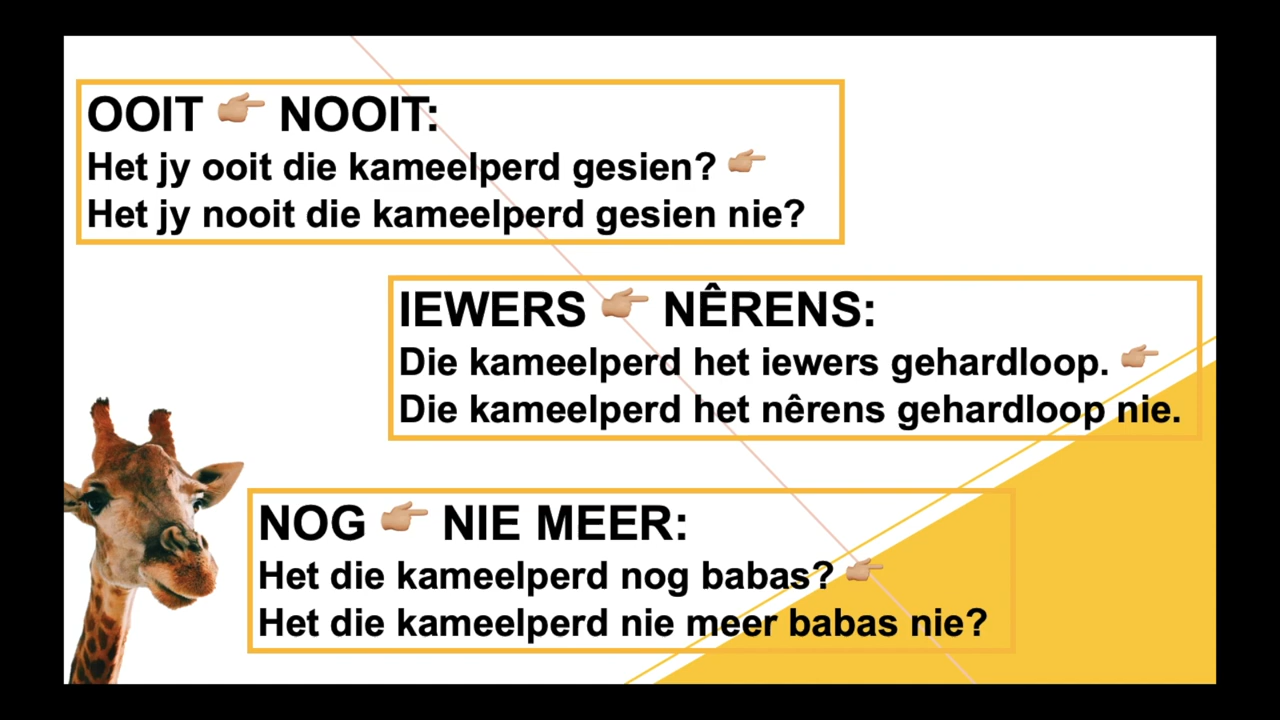 OOIT 👉🏼 NOOIT:
Het jy ooit die kameelperd gesien? 👉🏼
Het jy nooit die kameelperd gesien nie?
IEWERS 👉🏼 NÊRENS:
Die kameelperd het iewers gehardloop. 👉🏼
Die kameelperd het nêrens gehardloop nie.
NOG 👉🏼 NIE MEER:
Het die kameelperd nog babas? 👉🏼
Het die kameelperd nie meer babas nie?